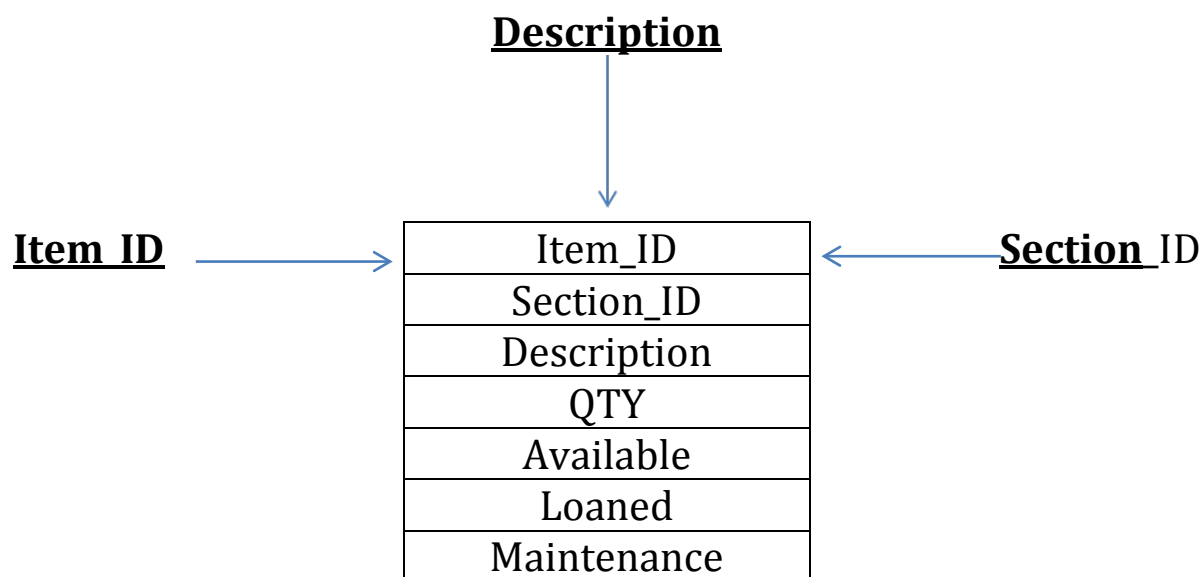 Description
Item_ID
Item_ID
Section_ID
Section_ID
Description
QTY
Available
Loaned
Maintenance